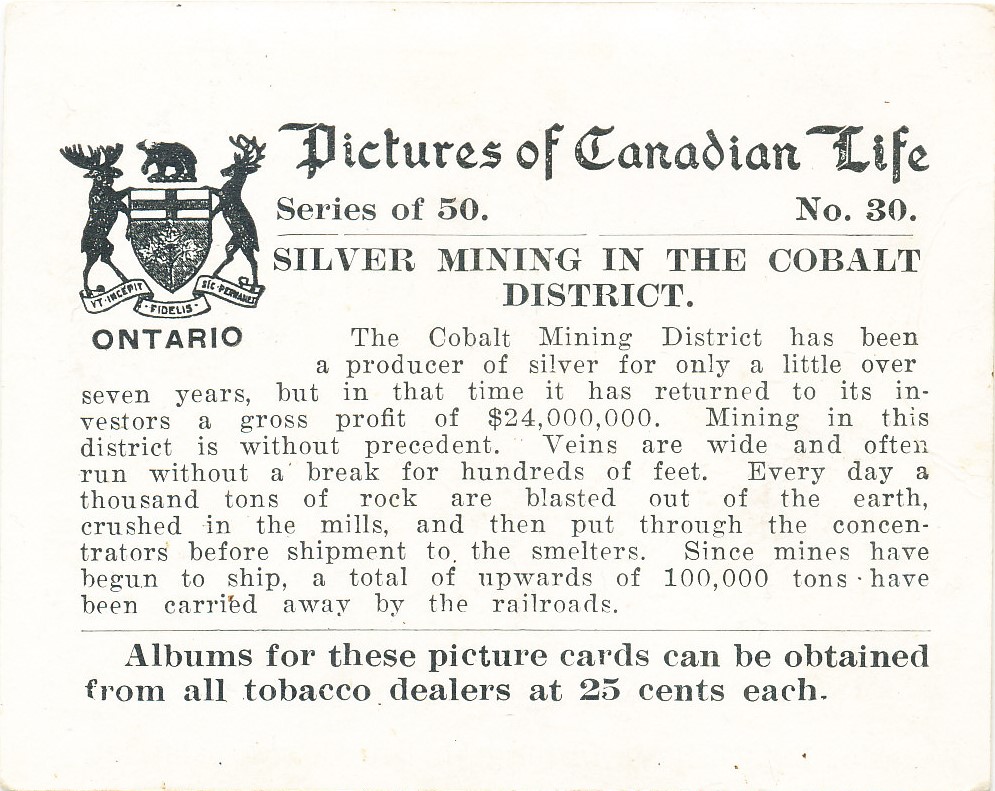 Pictures of Canadian Life
Series of 50. No. 30.
VT·INCEPIT
·FIDELIS·
SIC·PERMANET
ONTARIO
SILVER MINING IN THE COBALT
DISTRICT.
The Cobalt Mining District has been
a producer of silver for only a little over
seven years, but in that time it has returned to its in-
vestors a gross profit of $24,000,000. Mining in this
district is without precedent. Veins are wide and often
run without a break for hundreds of feet. Every day a
thousand tons of rock are blasted out of the earth,
crushed in the mills, and then put through the concen-
trators before shipment to the smelters. Since mines have
begun to ship, a total of upwards of 100,000 tons have
been carried away by the railroads.
Albums for these picture cards can be obtained
from all tobacco dealers at 25 cents each.